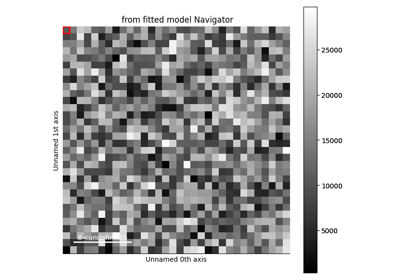 from fitted model Navigator
25000
20000
15000
10000
5000
Unnamed 1st axis
Unnamed 0th axis